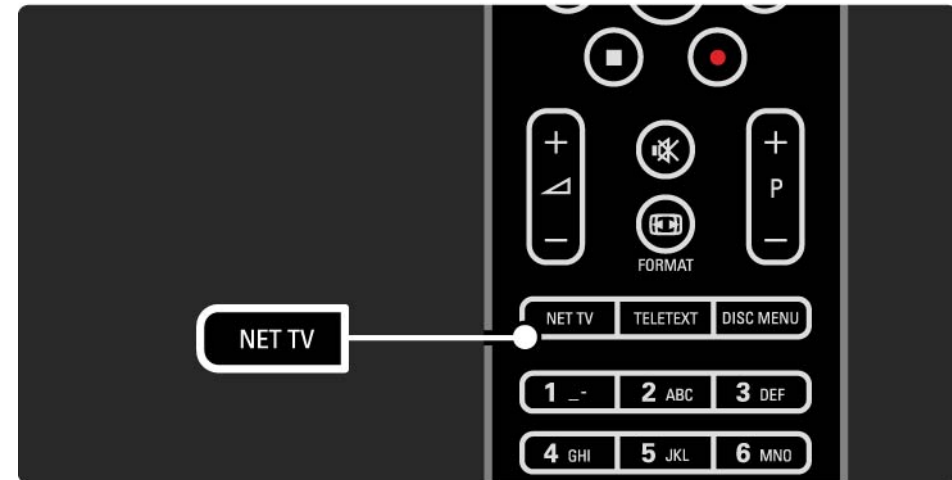 + +
P
- -
FORMAT
NET TV TELETEXT DISC MENU
NET TV
1 _- 2 ABC 3 DEF
4 GHI 5 JKL 6 MNO